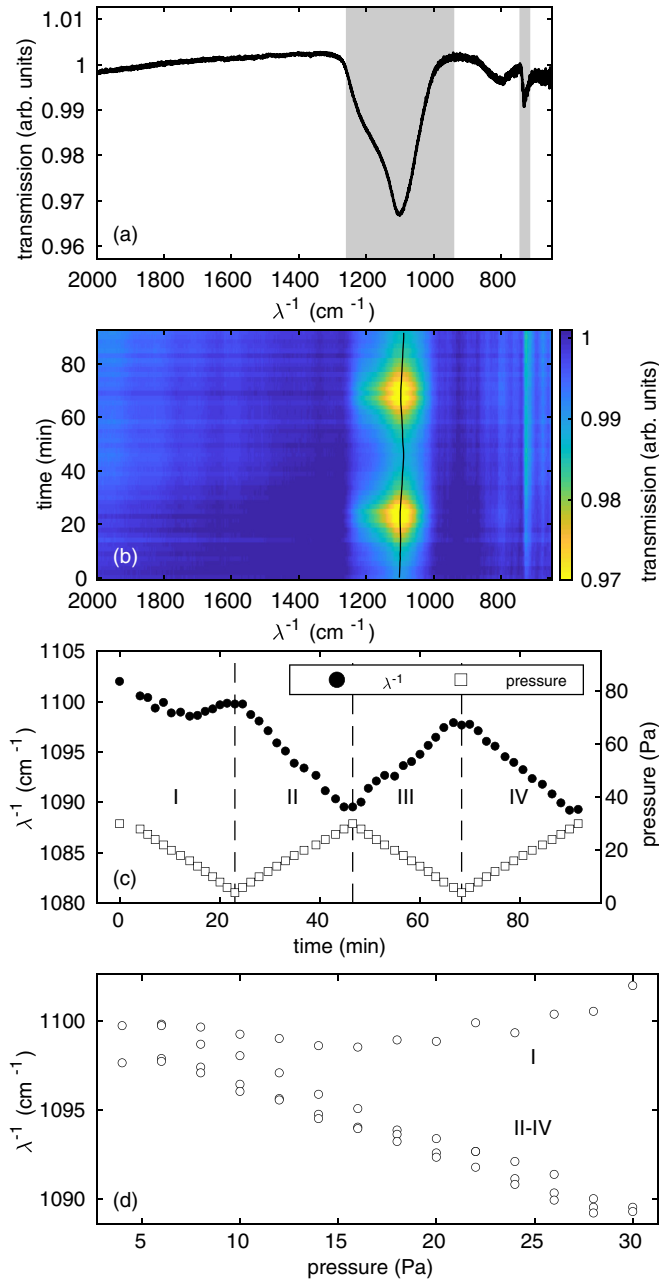 1.01
1
0.99
0.98
0.97
0.96
transmission (arb. units)
(a)
2000 1800 1600 1400 1200 1000 800
λ-1 (cm -1)
80
60
40
20
0
time (min)
(b)
2000 1800 1600 1400 1200 1000 800
λ-1 (cm -1)
1
0.99
0.98
0.97
transmission (arb. units)
1105
1100
1095
1090
1085
1080
λ-1 (cm-1)
λ-1 pressure
I II III IV
(c)
80
60
40
20
0
pressure (Pa)
0 20 40 60 80
time (min)
1100
1095
1090
λ-1 (cm-1)
I
II-IV
(d)
5 10 15 20 25 30
pressure (Pa)